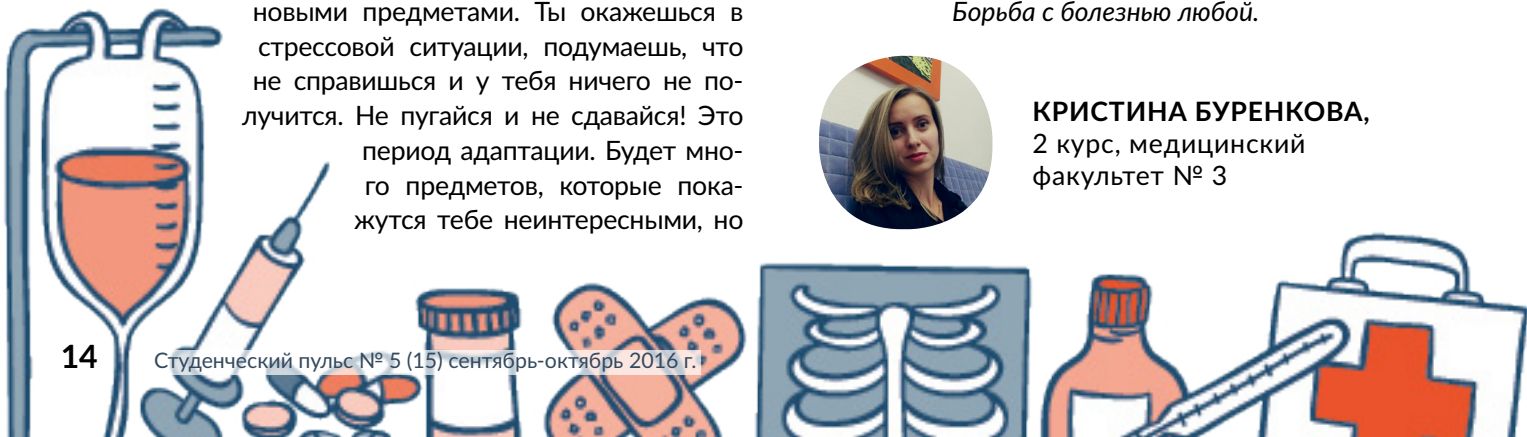 новыми предметами. Ты окажешься в
стрессовой ситуации, подумаешь, что
не справишься и у тебя ничего не по-
лучится. Не пугайся и не сдавайся! Это
период адаптации. Будет мно-
го предметов, которые пока-
жутся тебе неинтересными, но
Борьба с болезнью любой.
КРИСТИНА БУРЕНКОВА,
2 курс, медицинский
факультет № 3
14
Студенческий пульс № 5 (15) сентябрь-октябрь 2016 г.